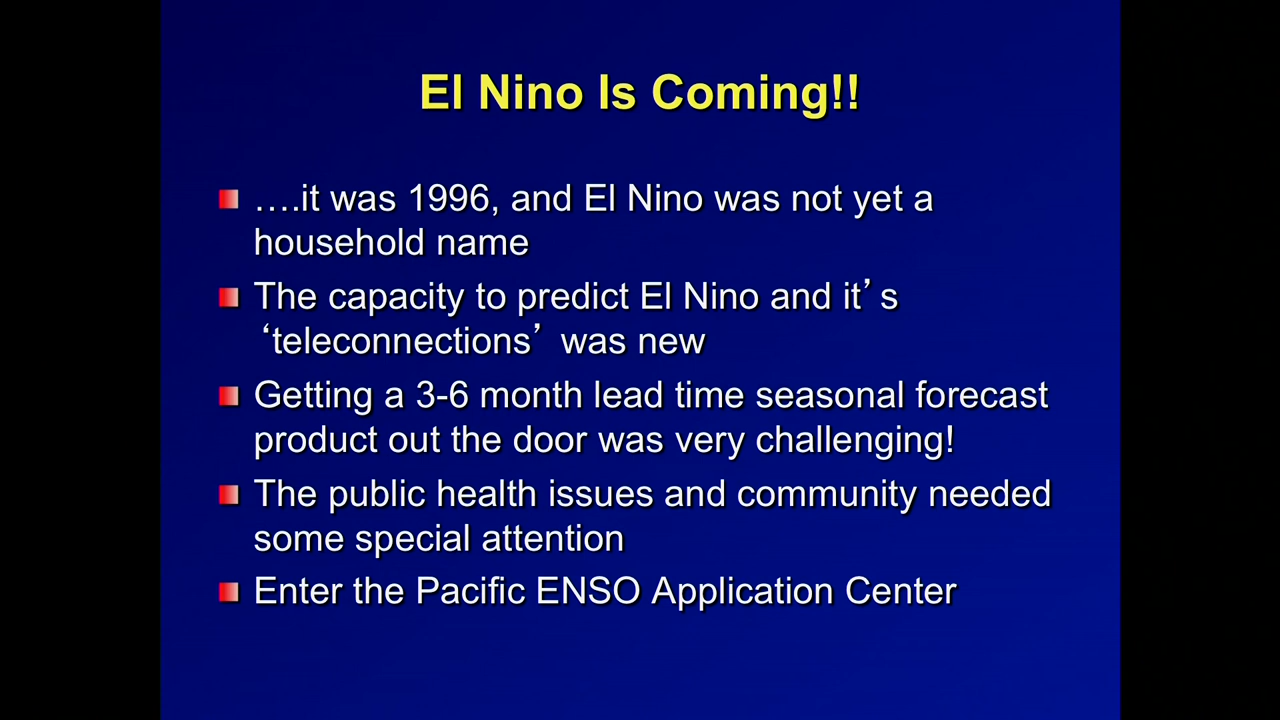 El Nino Is Coming!!
….it was 1996, and El Nino was not yet a
household name
The capacity to predict El Nino and it’s
‘teleconnections’ was new
Getting a 3-6 month lead time seasonal forecast
product out the door was very challenging!
The public health issues and community needed
some special attention
Enter the Pacific ENSO Application Center